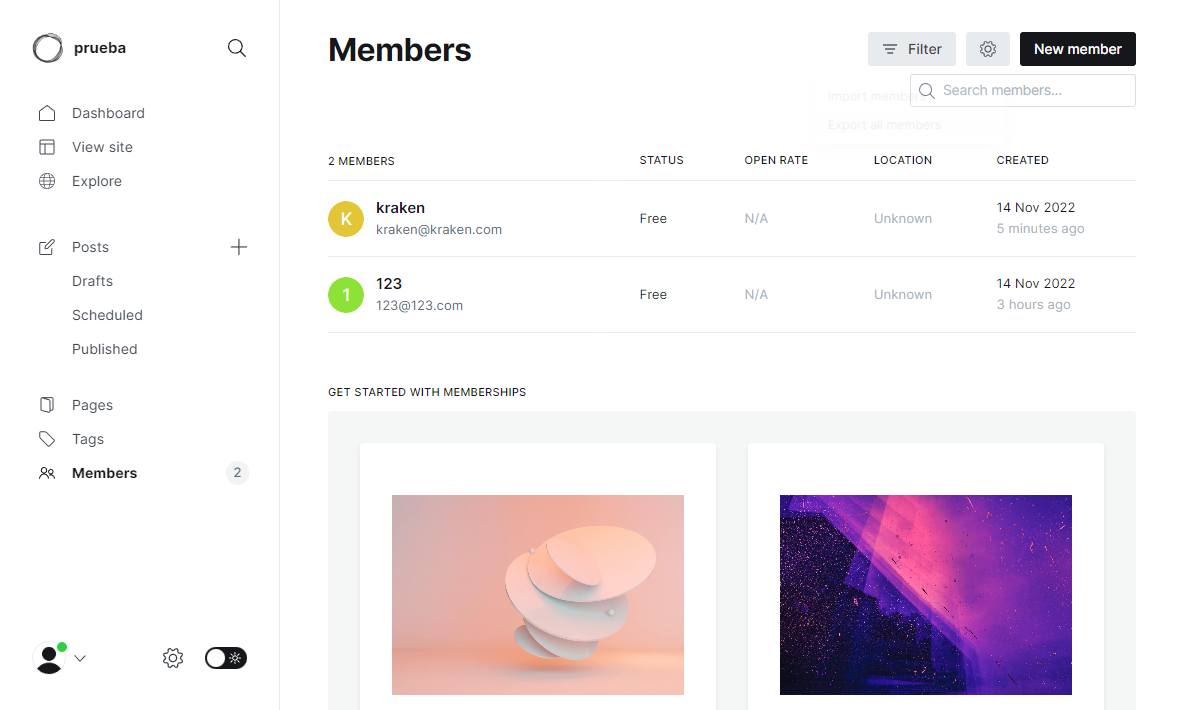 prueba
Dashboard
View site
Explore
Posts
Drafts
Scheduled
Published
Pages
Tags
Members 2
Members
Filter
New member
Search members...
Import members
Export all members
2 MEMBERS STATUS OPEN RATE LOCATION CREATED
K kraken Free N/A Unknown 14 Nov 2022
kraken@kraken.com 5 minutes ago
1 123 Free N/A Unknown 14 Nov 2022
123@123.com 3 hours ago
GET STARTED WITH MEMBERSHIPS